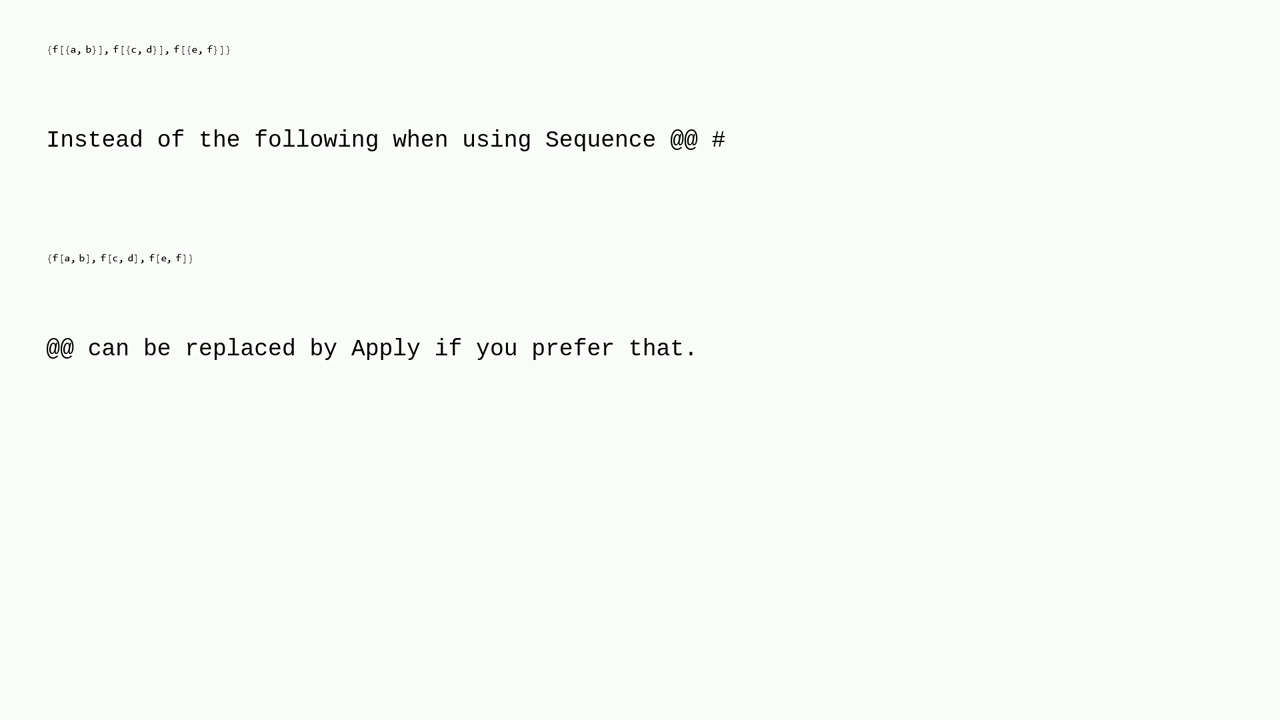 {f[{a, b}], f[{c, d}], f[{e, f}]}
Instead of the following when using Sequence @@ #
{f[a, b], f[c, d], f[e, f]}
@@ can be replaced by Apply if you prefer that.